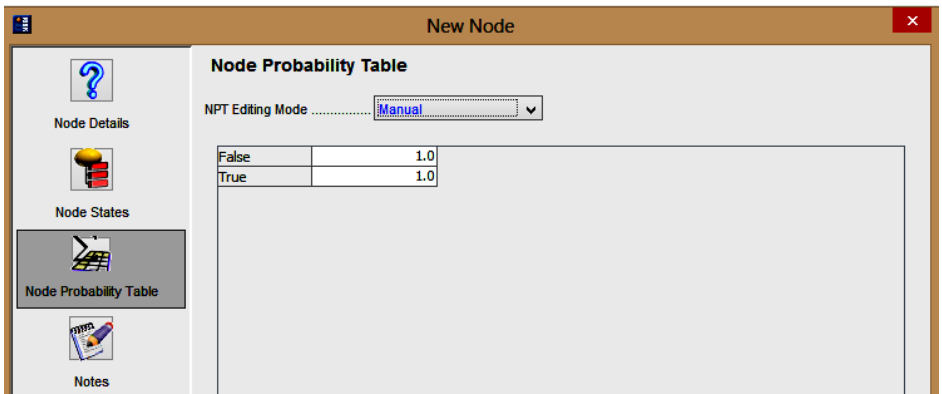 New Node
Node Details
Node States
Node Probability Table
Notes
Node Probability Table
NPT Editing Mode ............... Manual
False 1.0
True 1.0